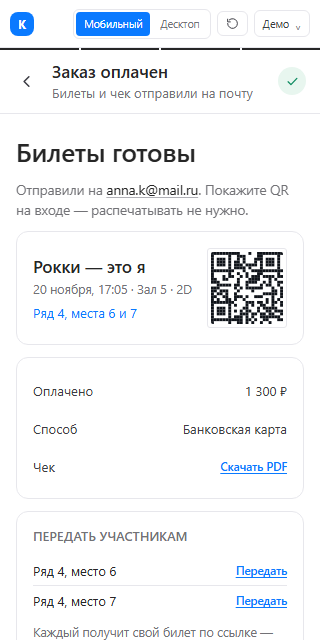 K
Мобильный
Десктоп
Демо
Заказ оплачен
Билеты и чек отправили на почту
Билеты готовы
Отправили на anna.k@mail.ru. Покажите QR
на входе — распечатывать не нужно.
Рокки — это я
20 ноября, 17:05 · Зал 5 · 2D
Ряд 4, места 6 и 7
Оплачено
1 300 ₽
Способ
Банковская карта
Чек
Скачать PDF
ПЕРЕДАТЬ УЧАСТНИКАМ
Ряд 4, место 6
Передать
Ряд 4, место 7
Передать
Каждый получит свой билет по ссылке —